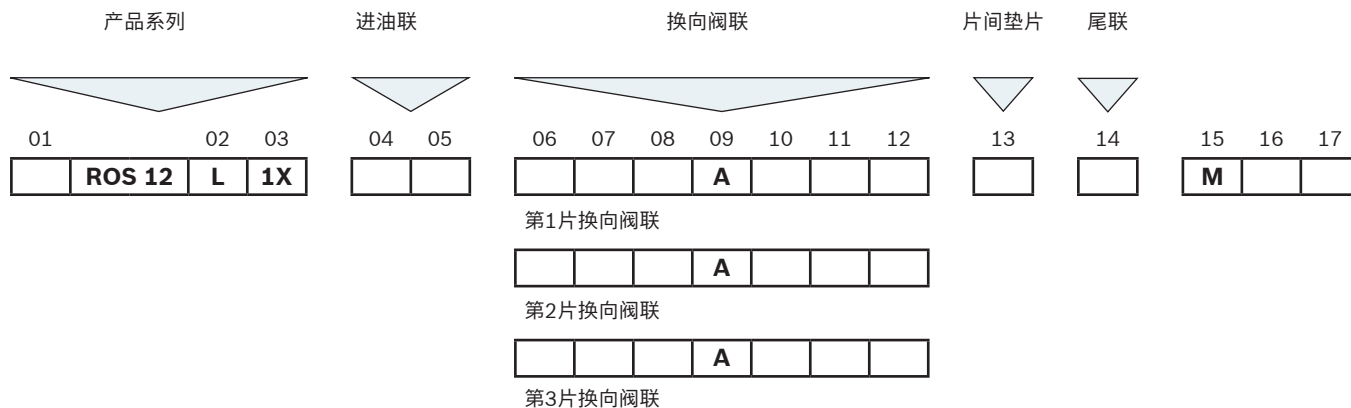 产品系列 进油联 换向阀联 片间垫片 尾联
01 02 03 04 05 06 07 08 09 10 11 12 13 14 15 16 17
ROS 12 L 1X A M
第1片换向阀联
A
第2片换向阀联
A
第3片换向阀联